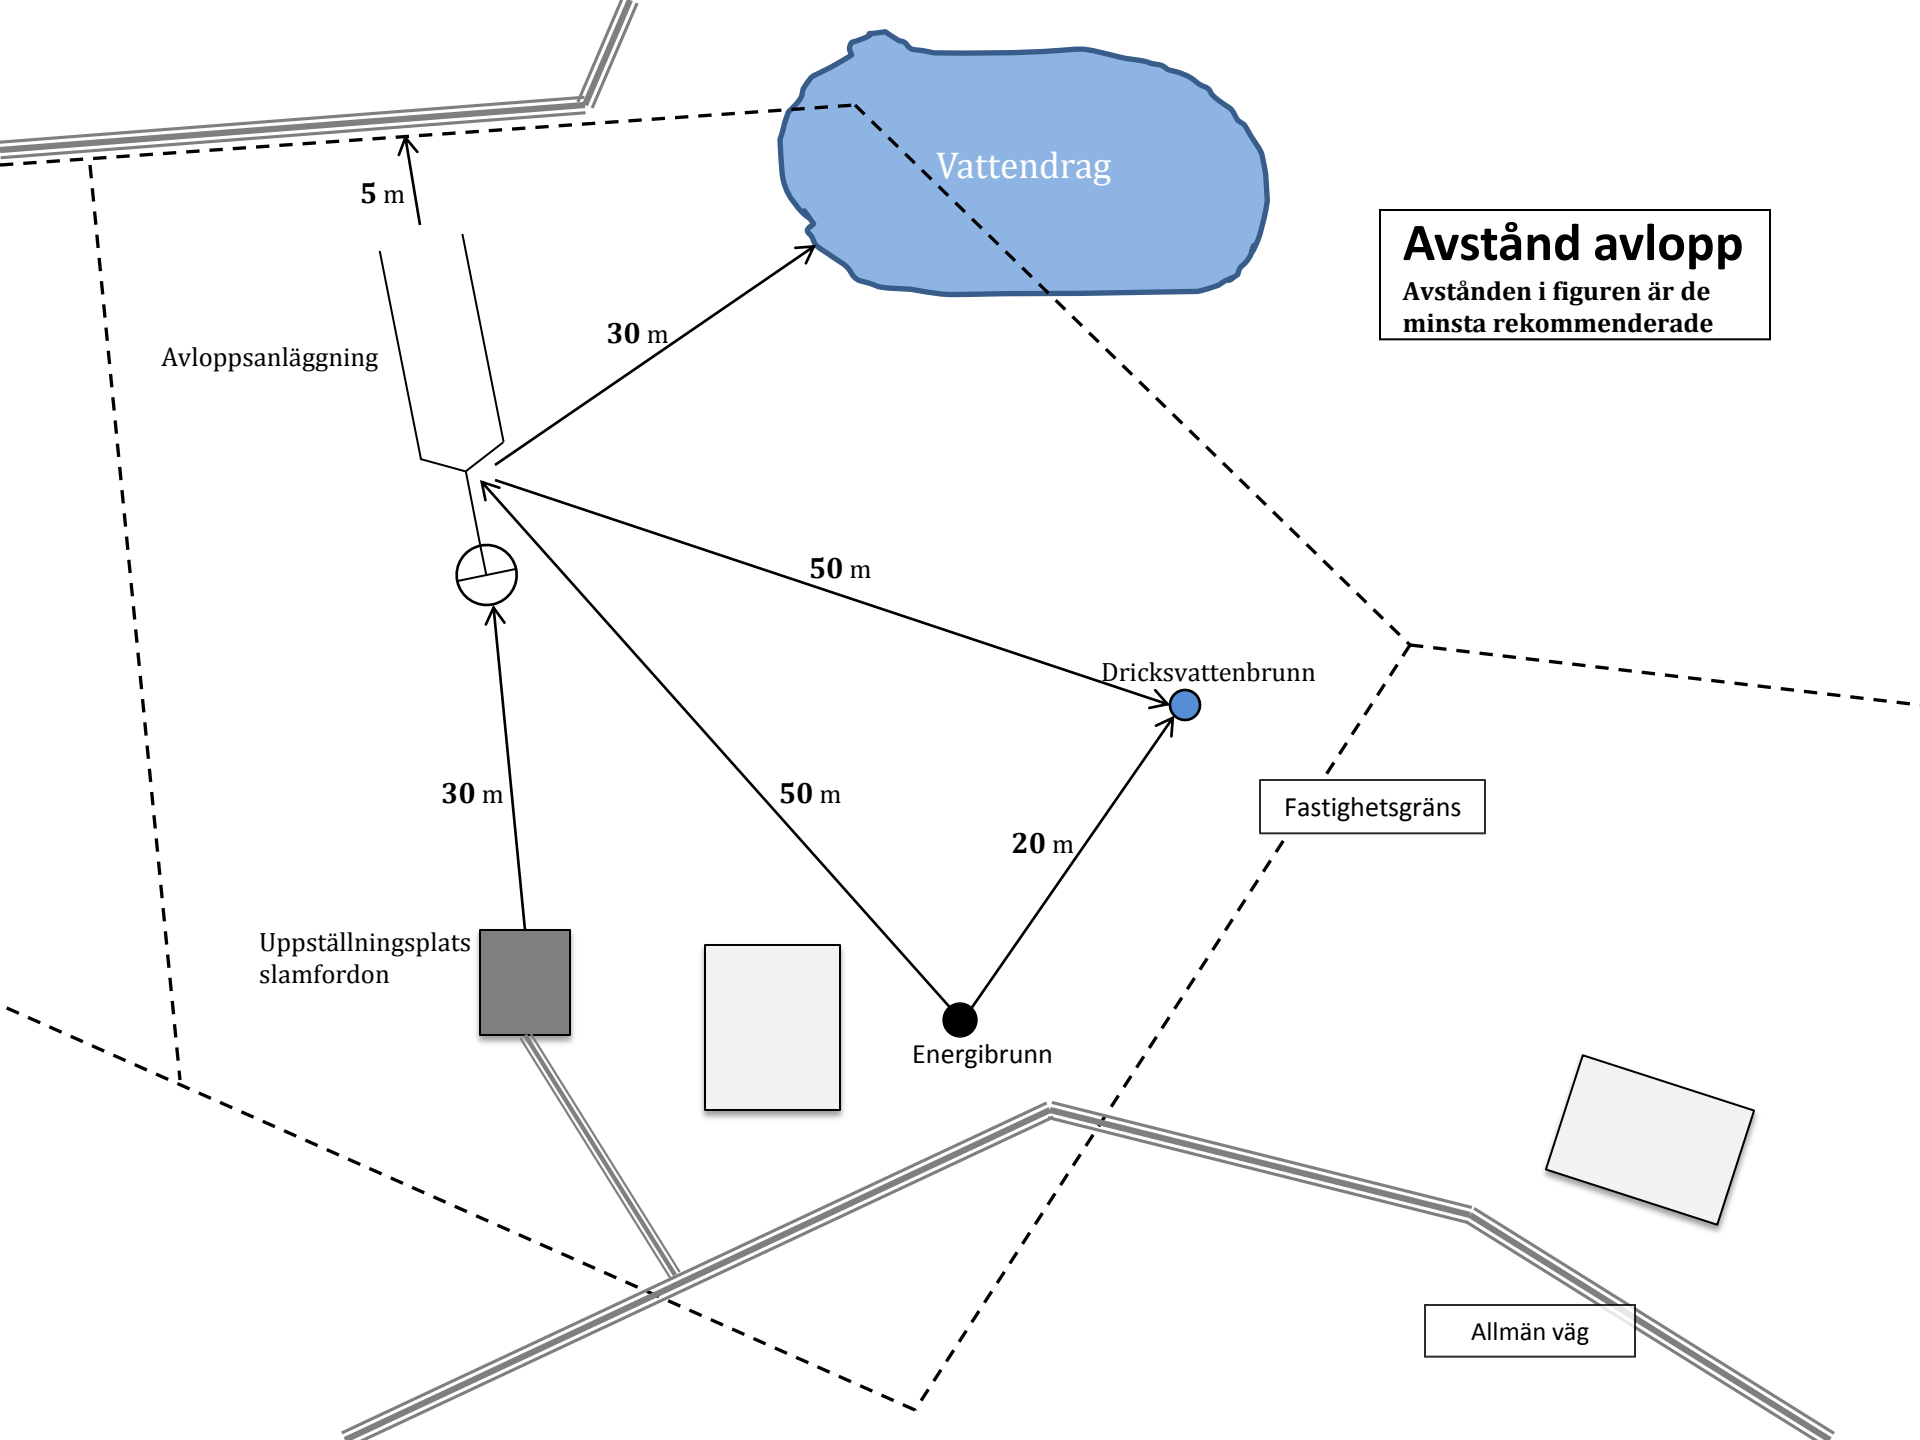 Vattendrag
5 m
Avstånd avlopp
Avstånden i figuren är de
minsta rekommenderade
30 m
Avloppsanläggning
50 m
Dricksvattenbrunn
30 m
50 m
Fastighetsgräns
20 m
Uppställningsplats
slamfordon
Energibrunn
Allmän väg